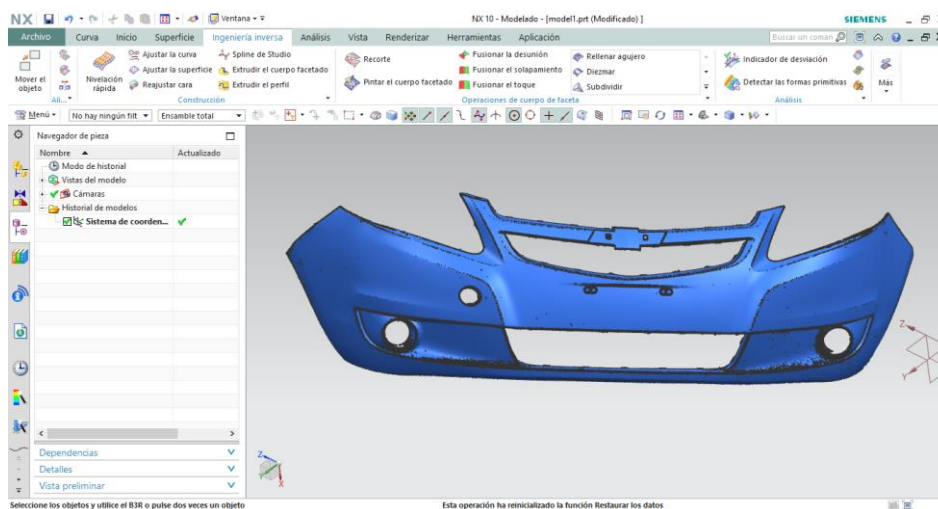 NX Ventana NX 10 - Modelado - [model1.prt (Modificado) ] SIEMENS
Archivo Curva Inicio Superficie Ingeniería inversa Análisis Vista Renderizar Herramientas Aplicación Buscar un coman
Mover el objeto
Nivelación rápida
Ajustar la curva
Ajustar la superficie
Reajustar cara
Spline de Studio
Extrudir el cuerpo facetado
Extrudir el perfil
Recorte
Pintar el cuerpo facetado
Fusionar la desunión
Fusionar el solapamiento
Fusionar el toque
Rellenar agujero
Diezmar
Subdividir
Indicador de desviación
Detectar las formas primitivas
Más
Ali... Construcción Operaciones de cuerpo de faceta Análisis
Menú No hay ningún filt Ensamble total
Navegador de pieza
Nombre Actualizado
Modo de historial
Vistas del modelo
Cámaras
Historial de modelos
Sistema de coorden...
Dependencias
Detalles
Vista preliminar
Z
Y
Z
Y
X
Seleccione los objetos y utilice el B3R o pulse dos veces un objeto Esta operación ha reinicializado la función Restaurar los datos